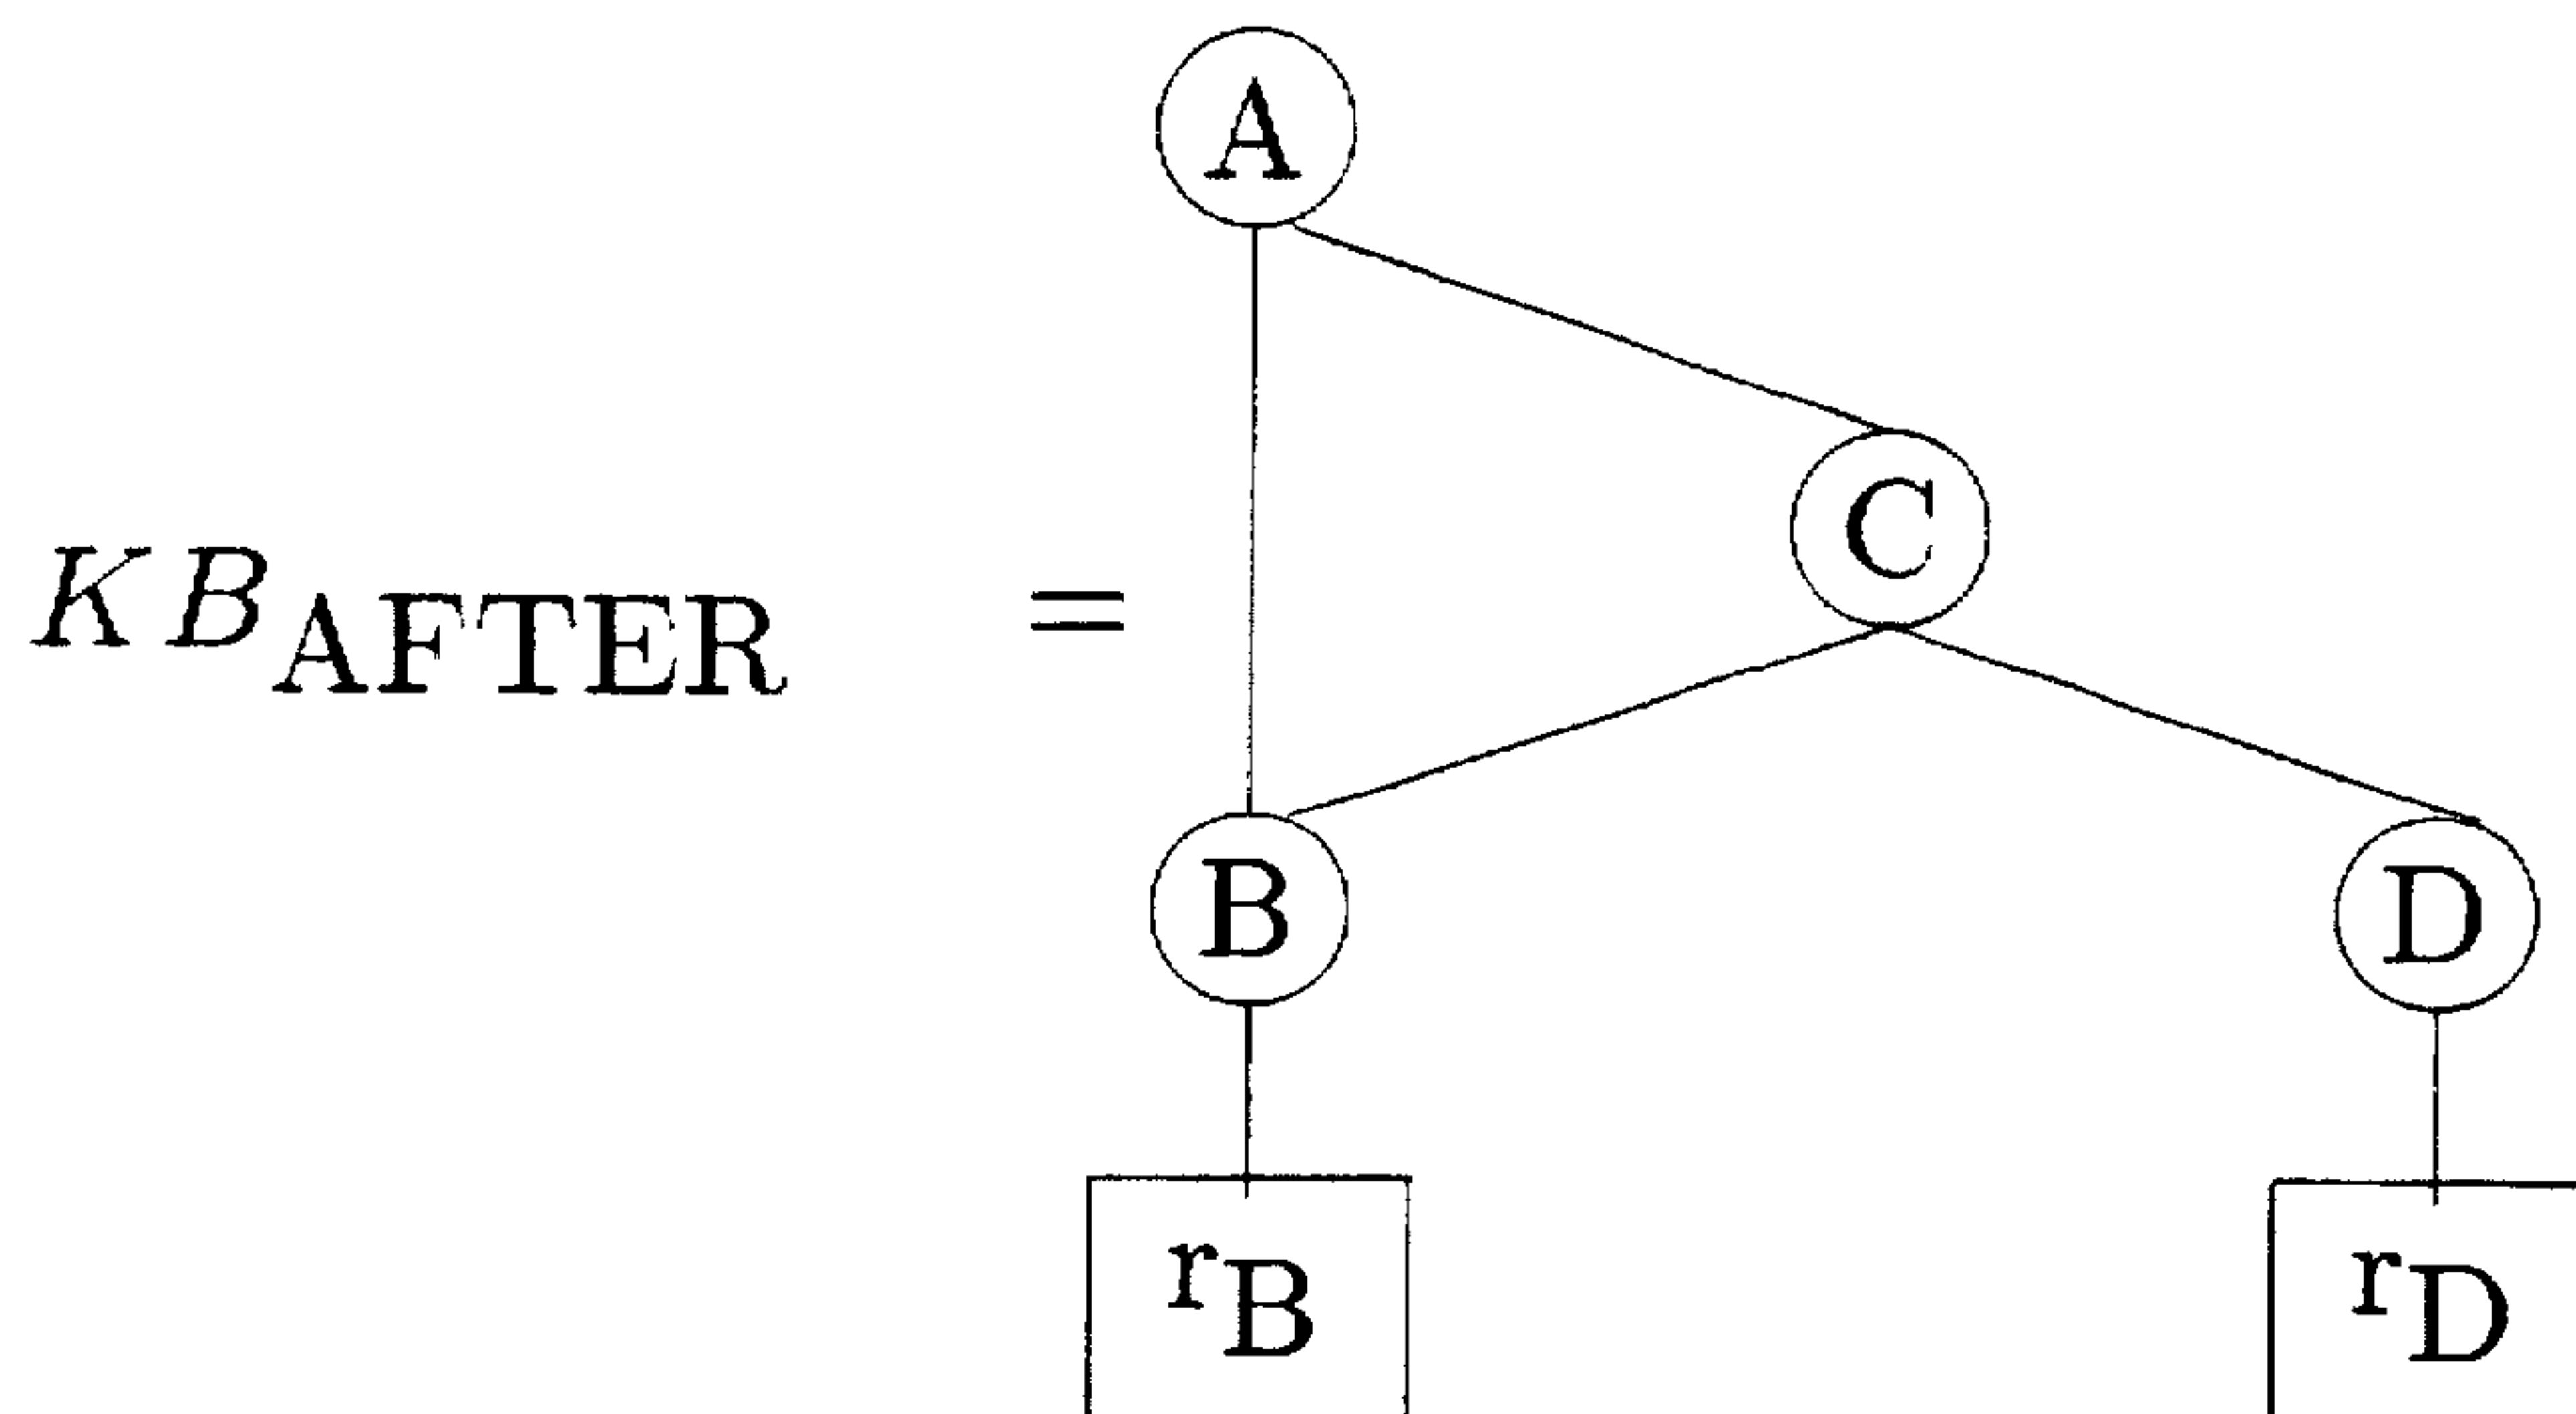 A
C
KB_AFTER =
B
D
r_B
r_D